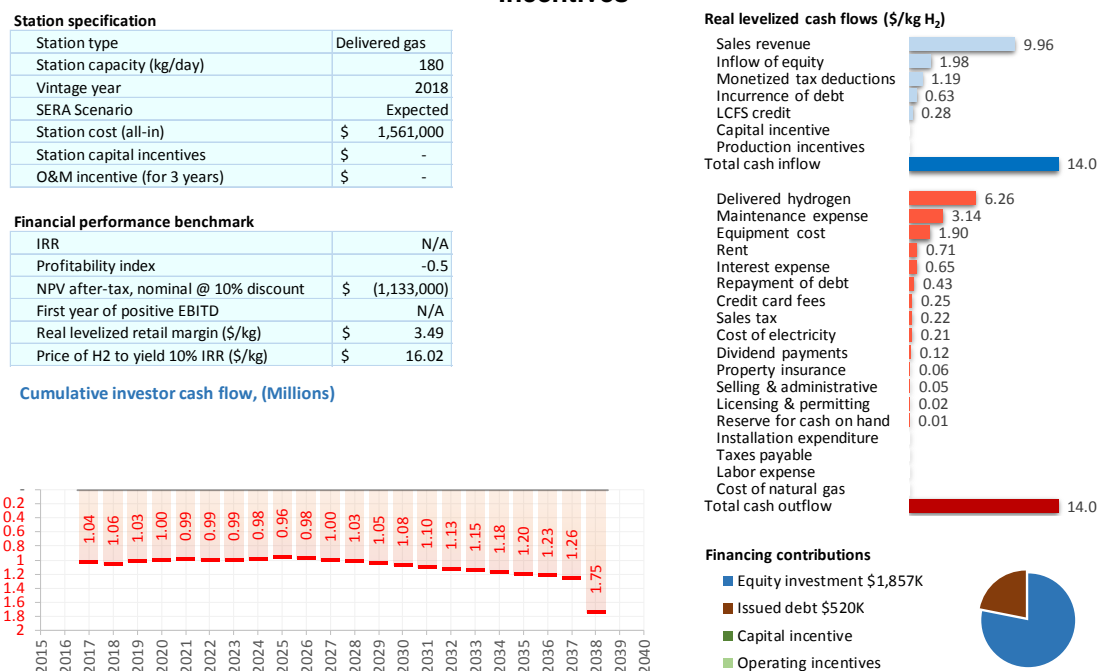 Incentives
Station specification
Station type Delivered gas
Station capacity (kg/day) 180
Vintage year 2018
SERA Scenario Expected
Station cost (all-in) $ 1,561,000
Station capital incentives $ -
O&M incentive (for 3 years) $ -
Financial performance benchmark
IRR N/A
Profitability index -0.5
NPV after-tax, nominal @ 10% discount $ (1,133,000)
First year of positive EBITD N/A
Real levelized retail margin ($/kg) $ 3.49
Price of H2 to yield 10% IRR ($/kg) $ 16.02
Cumulative investor cash flow, (Millions)
-
0.2
0.4
0.6
0.8
1
1.2
1.4
1.6
1.8
2
1.04 1.06 1.03 1.00 0.99 0.99 0.99 0.98 0.96 0.98 1.00 1.03 1.05 1.08 1.10 1.13 1.15 1.18 1.20 1.23 1.26 1.75
2015 2016 2017 2018 2019 2020 2021 2022 2023 2024 2025 2026 2027 2028 2029 2030 2031 2032 2033 2034 2035 2036 2037 2038 2039 2040
Real levelized cash flows ($/kg H₂)
Sales revenue 9.96
Inflow of equity 1.98
Monetized tax deductions 1.19
Incurrence of debt 0.63
LCFS credit 0.28
Capital incentive
Production incentives
Total cash inflow 14.0
Delivered hydrogen 6.26
Maintenance expense 3.14
Equipment cost 1.90
Rent 0.71
Interest expense 0.65
Repayment of debt 0.43
Credit card fees 0.25
Sales tax 0.22
Cost of electricity 0.21
Dividend payments 0.12
Property insurance 0.06
Selling & administrative 0.05
Licensing & permitting 0.02
Reserve for cash on hand 0.01
Installation expenditure
Taxes payable
Labor expense
Cost of natural gas
Total cash outflow 14.0
Financing contributions
Equity investment $1,857K
Issued debt $520K
Capital incentive
Operating incentives